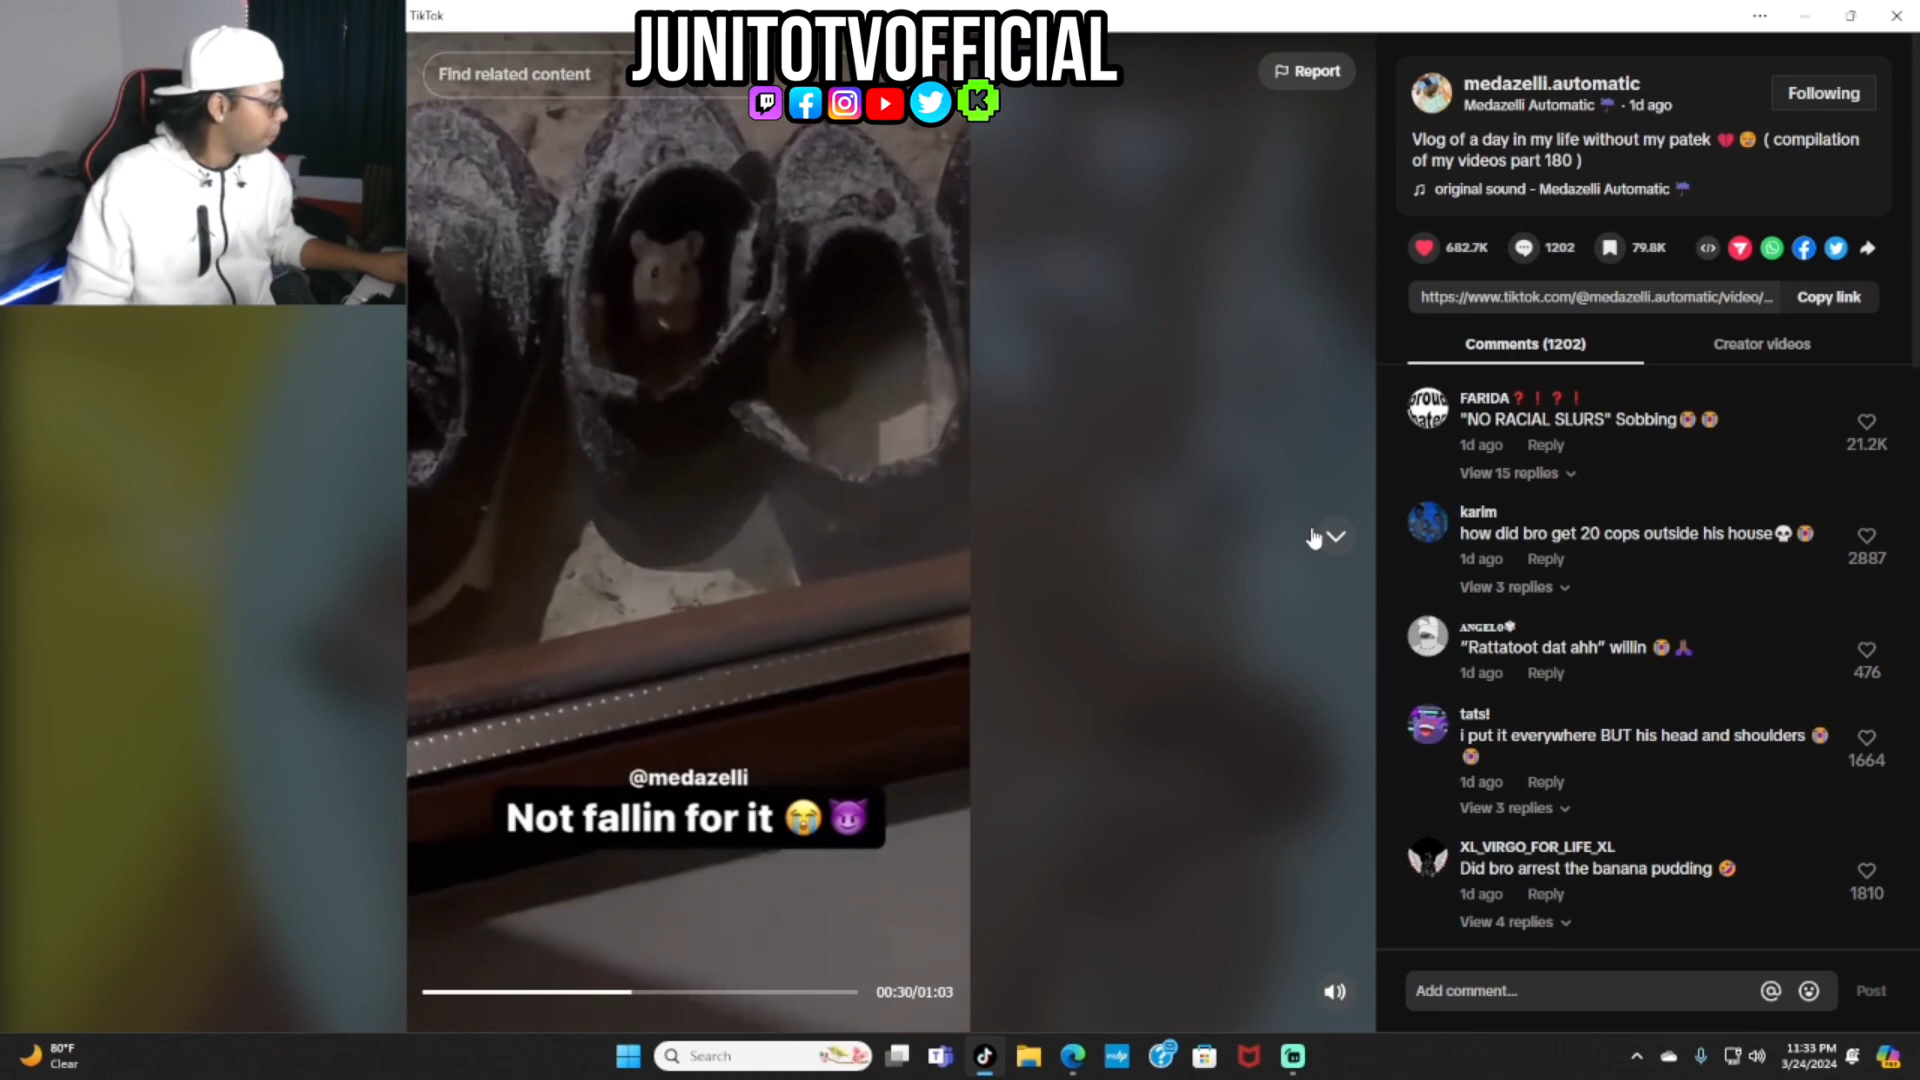 TikTok
JUNITOTVOFFICIAL
Find related content
Report
medazelli.automatic
Medazelli Automatic ☔ · 1d ago
Following
Vlog of a day in my life without my patek 💔 😔 ( compilation
of my videos part 180 )
original sound - Medazelli Automatic ☔
682.7K
1202
79.8K
https://www.tiktok.com/@medazelli.automatic/video/...
Copy link
Comments (1202)
Creator videos
FARIDA❓❗❓❗
"NO RACIAL SLURS" Sobbing😭 😭
1d ago Reply
21.2K
View 15 replies
karim
how did bro get 20 cops outside his house💀 😭
1d ago Reply
2887
View 3 replies
ANGELO
“Rattatoot dat ahh” willin 😭 🙏🏾
1d ago Reply
476
tats!
i put it everywhere BUT his head and shoulders 😭
😭
1d ago Reply
1664
View 3 replies
XL_VIRGO_FOR_LIFE_XL
Did bro arrest the banana pudding 🤣
1d ago Reply
1810
View 4 replies
@medazelli
Not fallin for it 😭😈
00:30/01:03
Add comment...
Post
80°F
Clear
Search
11:33 PM
3/24/2024